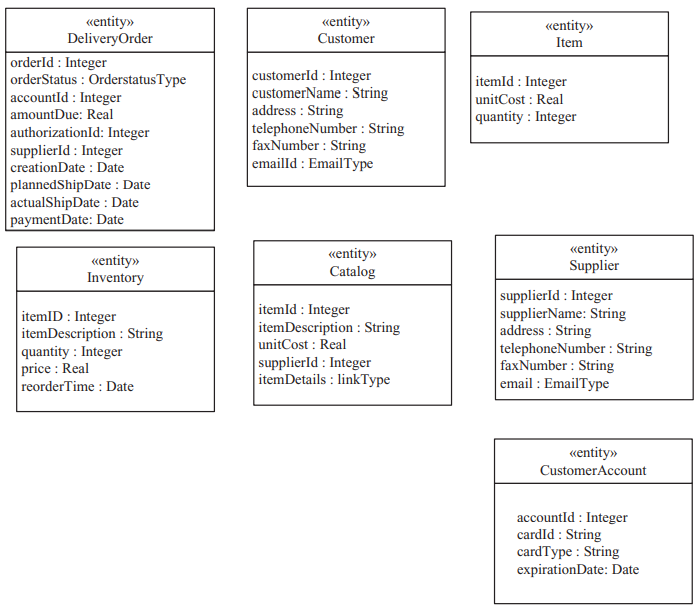 «entity»
DeliveryOrder
orderId : Integer
orderStatus : OrderstatusType
accountId : Integer
amountDue: Real
authorizationId: Integer
supplierId : Integer
creationDate : Date
plannedShipDate : Date
actualShipDate : Date
paymentDate: Date
«entity»
Customer
customerId : Integer
customerName : String
address : String
telephoneNumber : String
faxNumber : String
emailId : EmailType
«entity»
Item
itemId : Integer
unitCost : Real
quantity : Integer
«entity»
Inventory
itemID : Integer
itemDescription : String
quantity : Integer
price : Real
reorderTime : Date
«entity»
Catalog
itemId : Integer
itemDescription : String
unitCost : Real
supplierId : Integer
itemDetails : linkType
«entity»
Supplier
supplierId : Integer
supplierName: String
address : String
telephoneNumber : String
faxNumber : String
email : EmailType
«entity»
CustomerAccount
accountId : Integer
cardId : String
cardType : String
expirationDate: Date